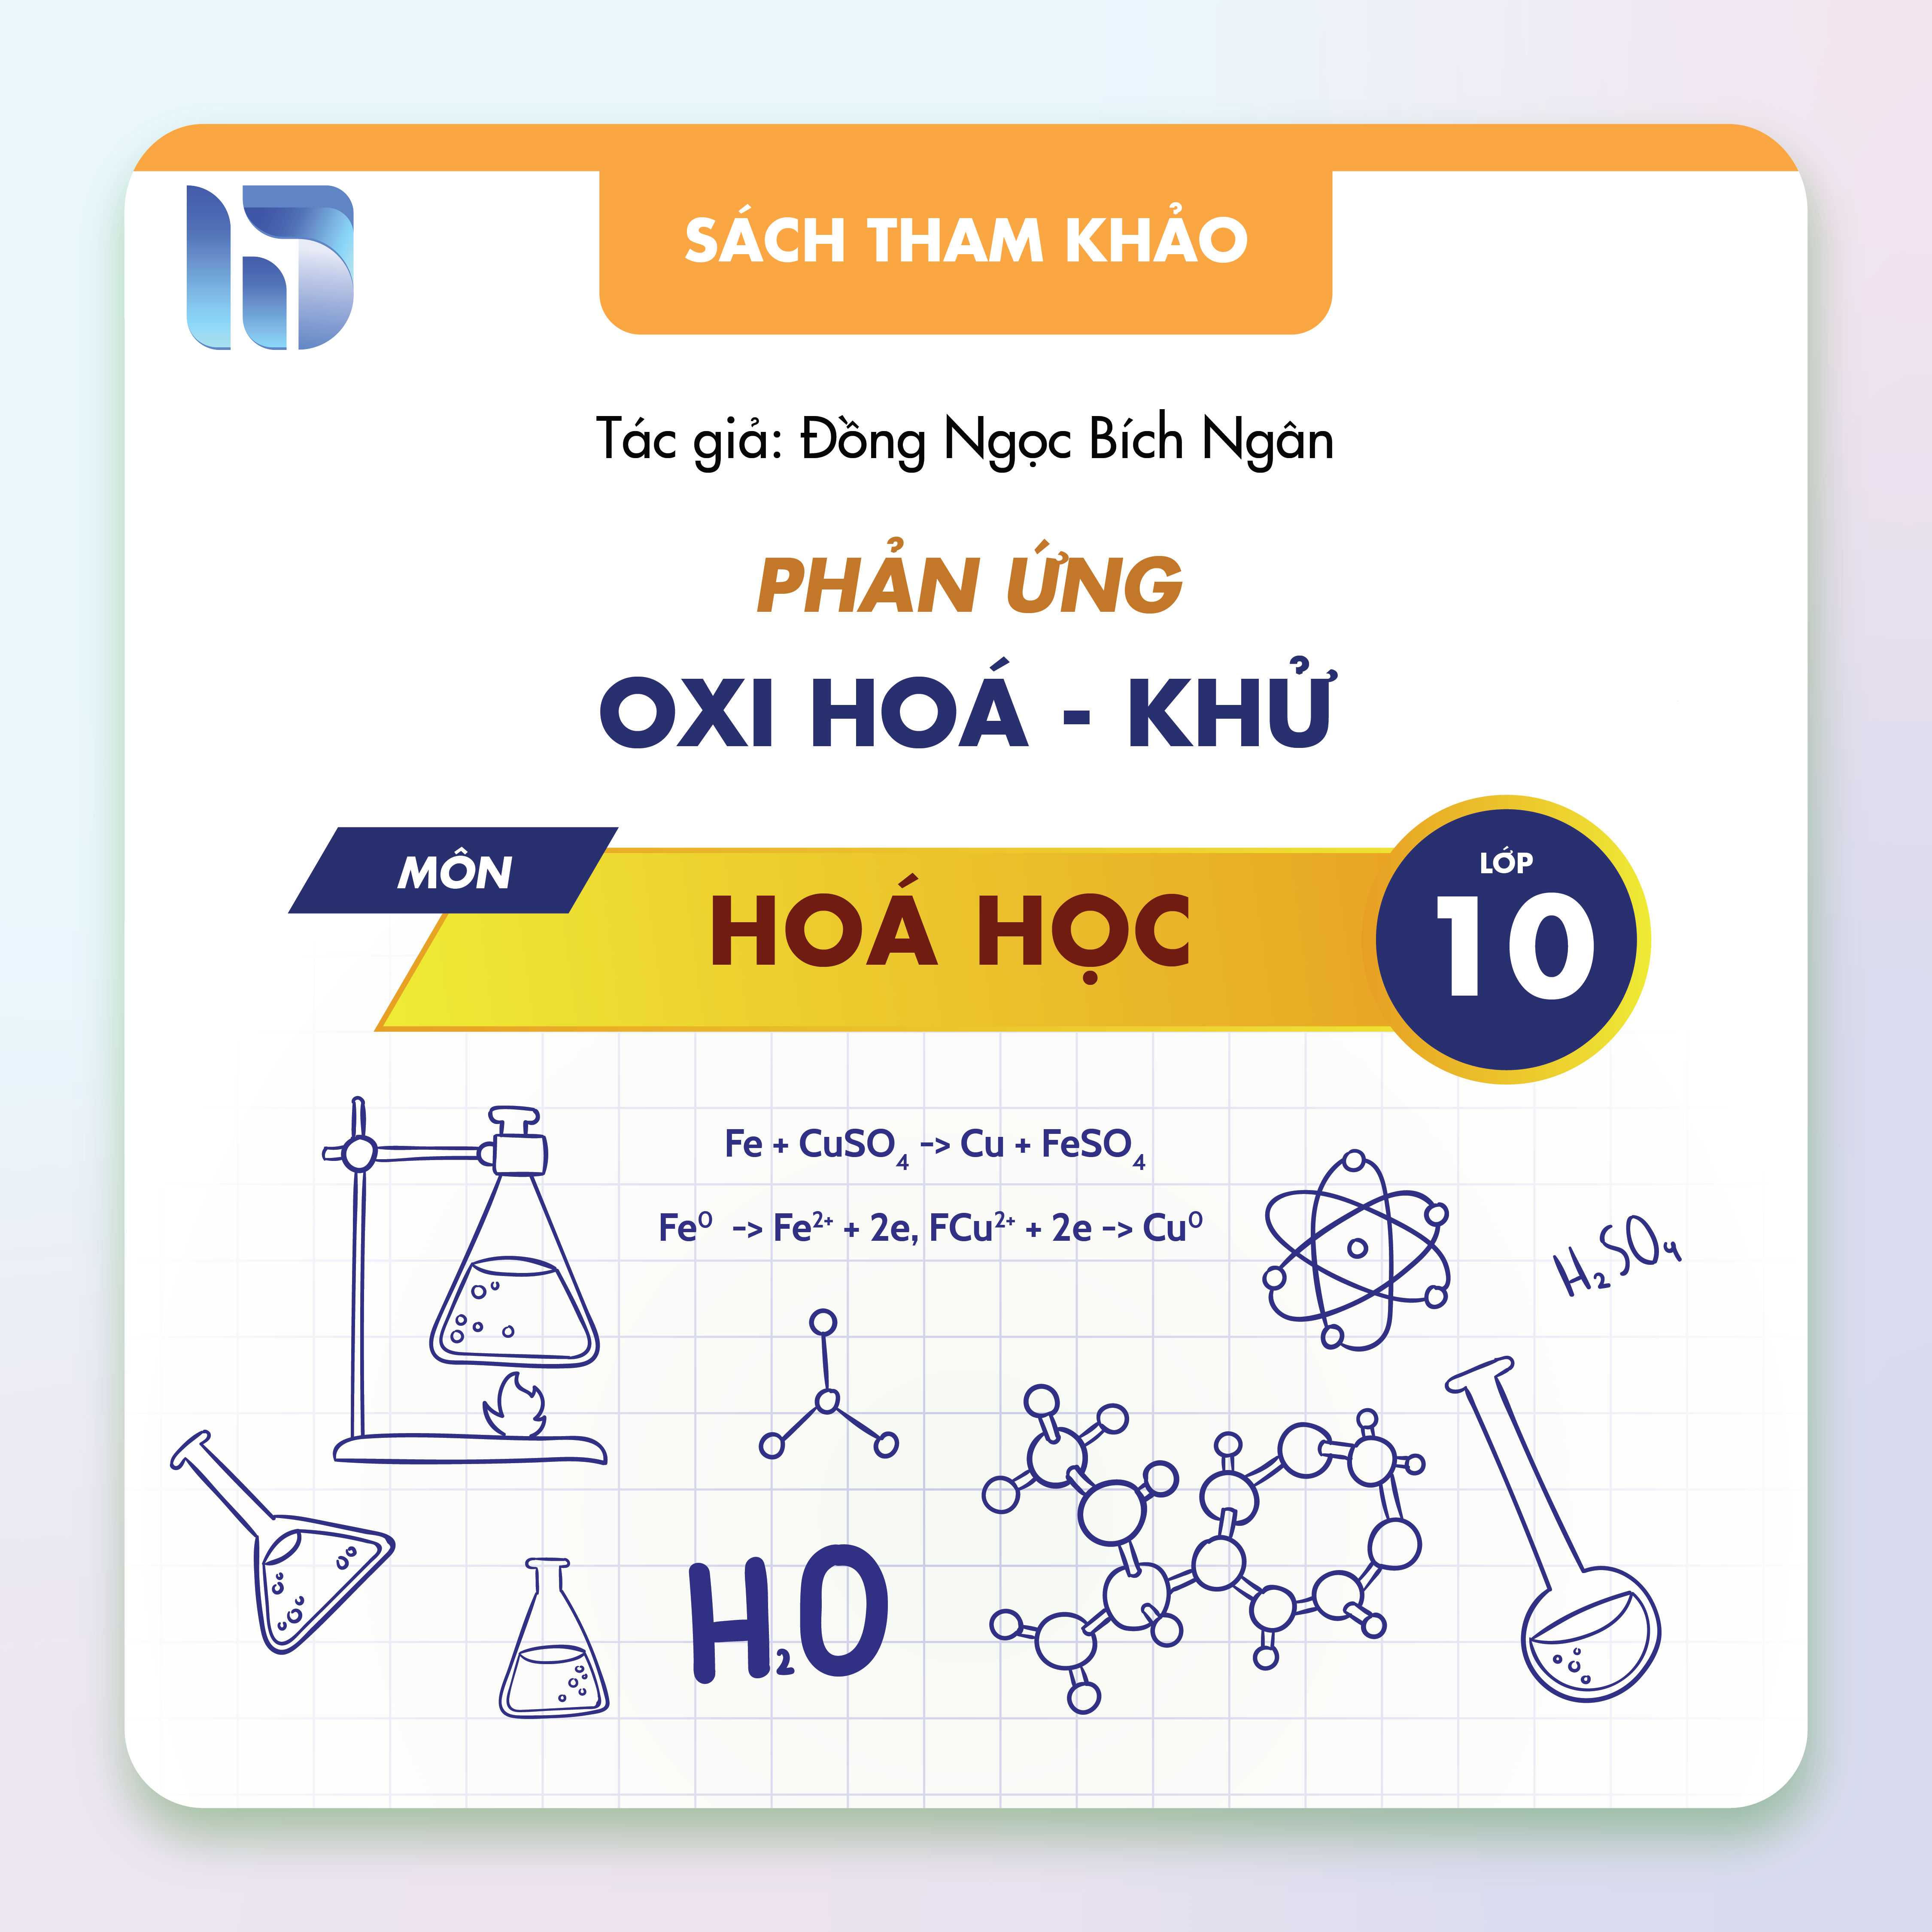 SÁCH THAM KHẢO
Tác giả: Đồng Ngọc Bích Ngân
PHẢN ỨNG
OXI HOÁ - KHỬ
MÔN
HOÁ HỌC
LỚP
10
Fe + CuSO₄ -> Cu + FeSO₄
Fe⁰ -> Fe²⁺ + 2e, FCu²⁺ + 2e -> Cu⁰
H₂SO₄
H₂O